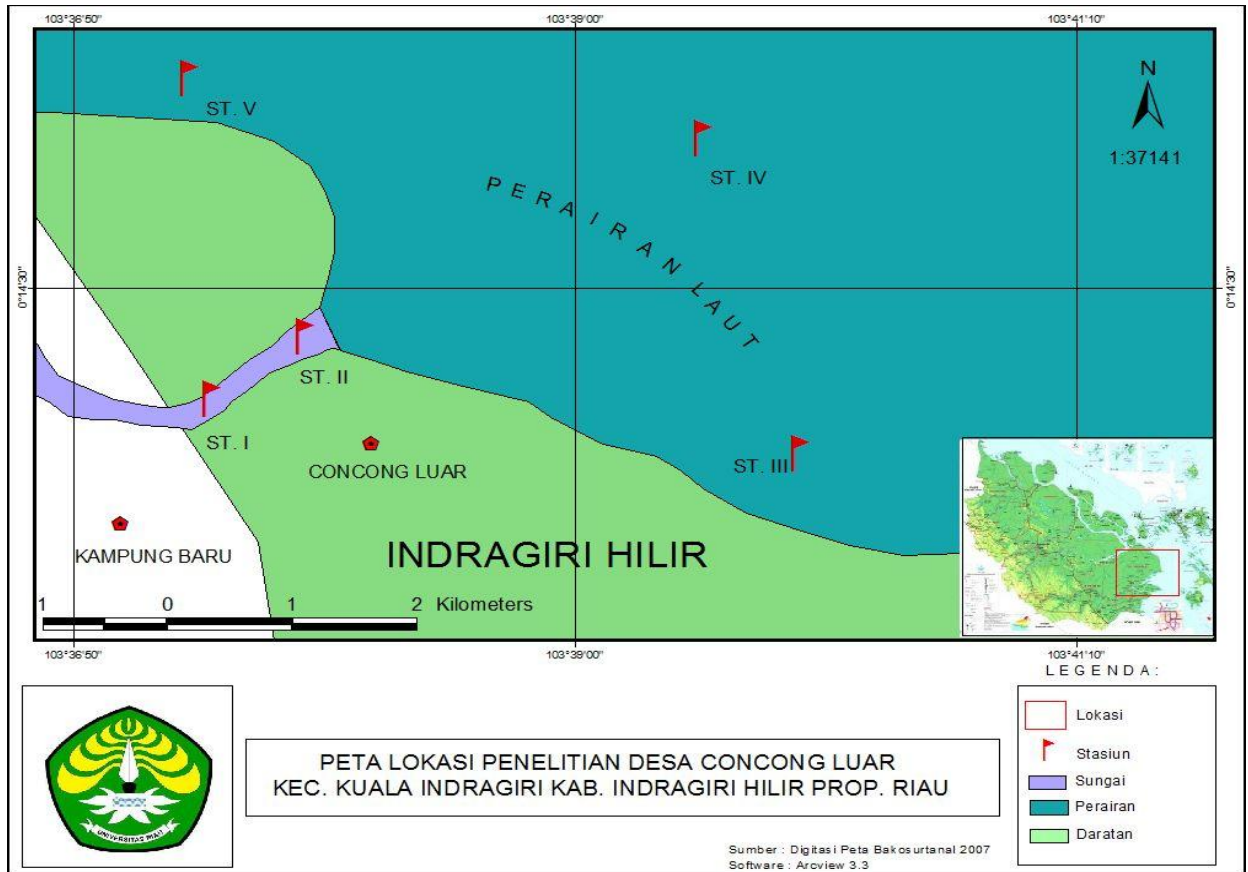 103°36'50"
103°39'00"
103°41'10"
N
1:37141
ST. V
ST. IV
PERAIRAN LAUT
0°14'30"
0°14'30"
ST. II
ST. I
ST. III
CONCONG LUAR
KAMPUNG BARU
INDRAGIRI HILIR
1 0 1 2 Kilometers
103°36'50"
103°39'00"
103°41'10"
LEGENDA:
Lokasi
Stasiun
Sungai
Perairan
Daratan
UNIVERSITAS RIAU
PETA LOKASI PENELITIAN DESA CONCONG LUAR
KEC. KUALA INDRAGIRI KAB. INDRAGIRI HILIR PROP. RIAU
Sumber : Digitasi Peta Bakosurtanal 2007
Software : Arcview 3.3